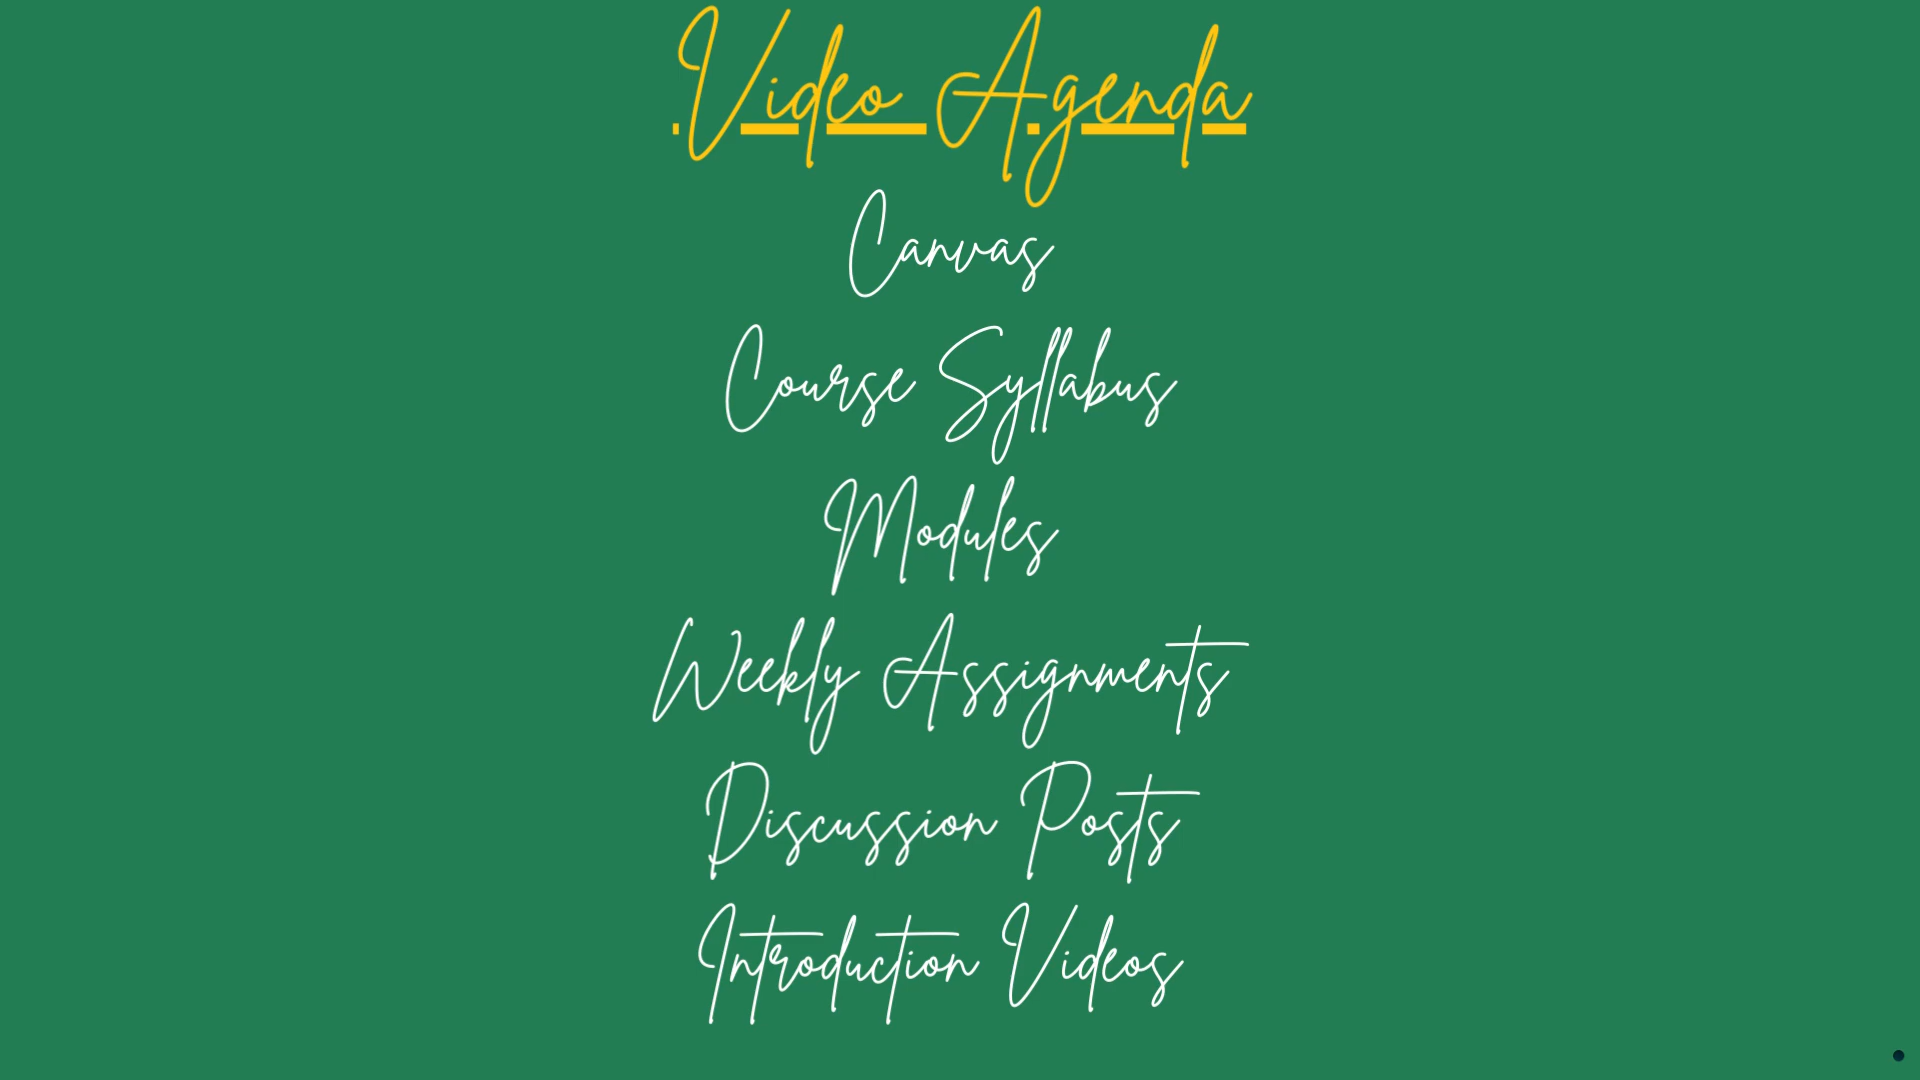 Video Agenda
Canvas
Course Syllabus
Modules
Weekly Assignments
Discussion Posts
Introduction Videos